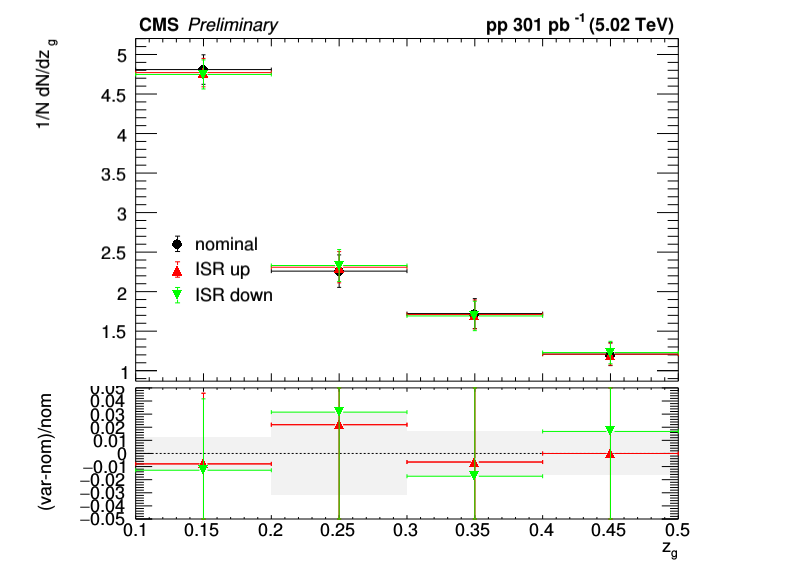 CMS Preliminary
pp 301 pb -1 (5.02 TeV)
1/N dN/dz g
5
4.5
4
3.5
3
2.5
2
1.5
1
nominal
ISR up
ISR down
(var-nom)/nom
0.05
0.04
0.03
0.02
0.01
0
−0.01
−0.02
−0.03
−0.04
−0.05
0.1 0.15 0.2 0.25 0.3 0.35 0.4 0.45 0.5
z g